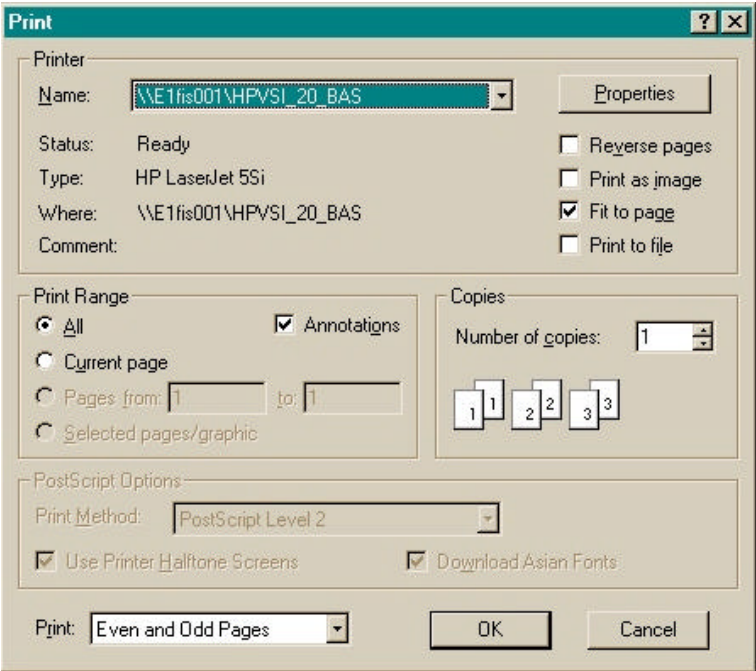 Print
Printer
Name: \\E1fis001\HPVSI_20_BAS Properties
Status: Ready Reverse pages
Type: HP LaserJet 5Si Print as image
Where: \\E1fis001\HPVSI_20_BAS Fit to page
Comment: Print to file
Print Range
All Annotations
Current page
Pages from: 1 to: 1
Selected pages/graphic
Copies
Number of copies: 1
1 1 2 2 3 3
PostScript Options
Print Method: PostScript Level 2
Use Printer Halftone Screens Download Asian Fonts
Print: Even and Odd Pages OK Cancel